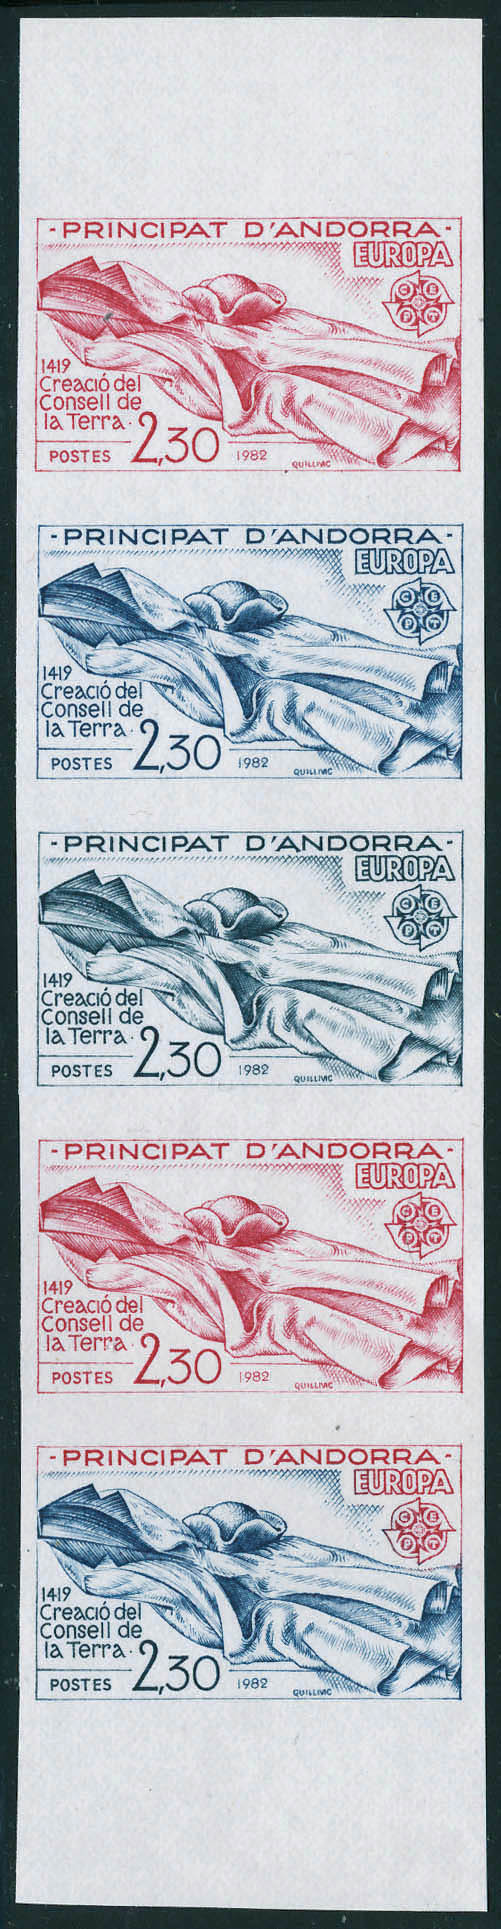 - PRINCIPAT D'ANDORRA -
EUROPA
C E
P T
1419
Creació del
Consell de
la Terra.
POSTES 2,30 1982 QUILLIVIC
- PRINCIPAT D'ANDORRA -
EUROPA
C E
P T
1419
Creació del
Consell de
la Terra.
POSTES 2,30 1982 QUILLIVIC
- PRINCIPAT D'ANDORRA -
EUROPA
C E
P T
1419
Creació del
Consell de
la Terra.
POSTES 2,30 1982 QUILLIVIC
- PRINCIPAT D'ANDORRA -
EUROPA
C E
P T
1419
Creació del
Consell de
la Terra.
POSTES 2,30 1982 QUILLIVIC
- PRINCIPAT D'ANDORRA -
EUROPA
C E
P T
1419
Creació del
Consell de
la Terra.
POSTES 2,30 1982 QUILLIVIC